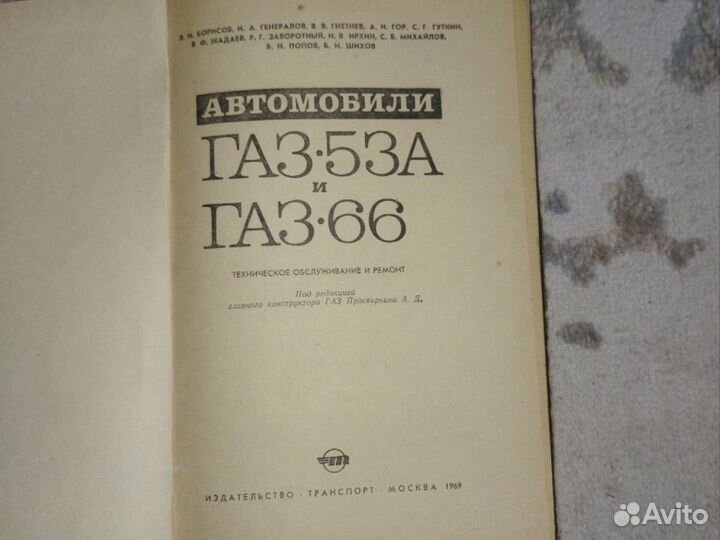 В. И. БОРИСОВ, И. А. ГЕНЕРАЛОВ, В. В. ГНЕТНЕВ, А. И. ГОР, С. Г. ГУТКИН,
В. Ф. ЖАДАЕВ, Р. Г. ЗАВОРОТНЫЙ, Н. В. ИРХИН, С. Б. МИХАЙЛОВ,
В. Н. ПОПОВ, Б. И. ШИХОВ
АВТОМОБИЛИ
ГАЗ·53А
и
ГАЗ·66
ТЕХНИЧЕСКОЕ ОБСЛУЖИВАНИЕ И РЕМОНТ
Под редакцией
главного конструктора ГАЗ Просвирнина А. Д.
т
ИЗДАТЕЛЬСТВО · ТРАНСПОРТ · МОСКВА 1969
Avito